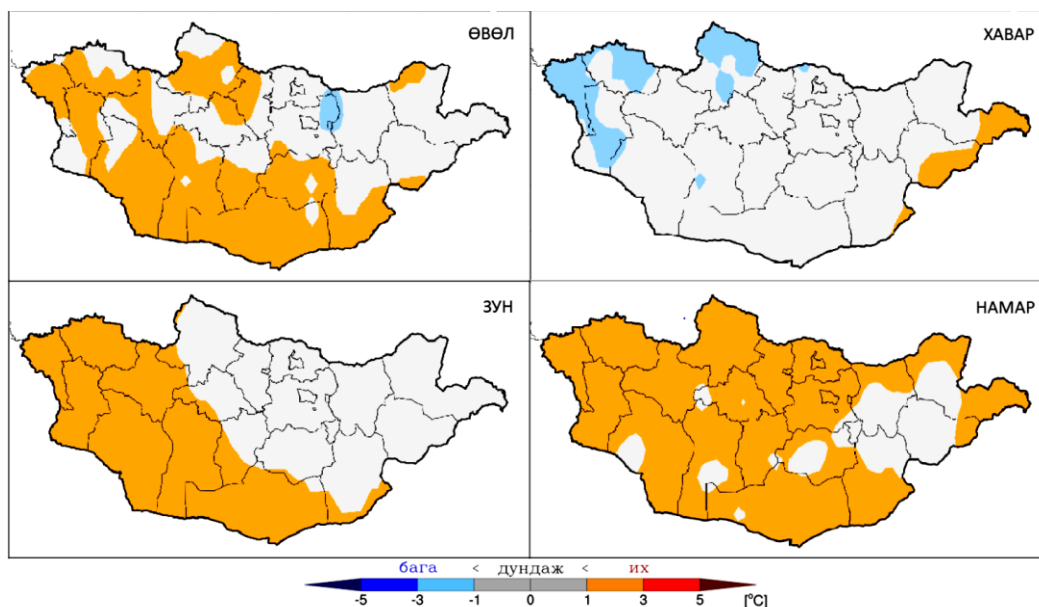 ӨВӨЛ
ХАВАР
ЗУН
НАМАР
бага < дундаж < их
-5 -3 -1 0 1 3 5 [°C]